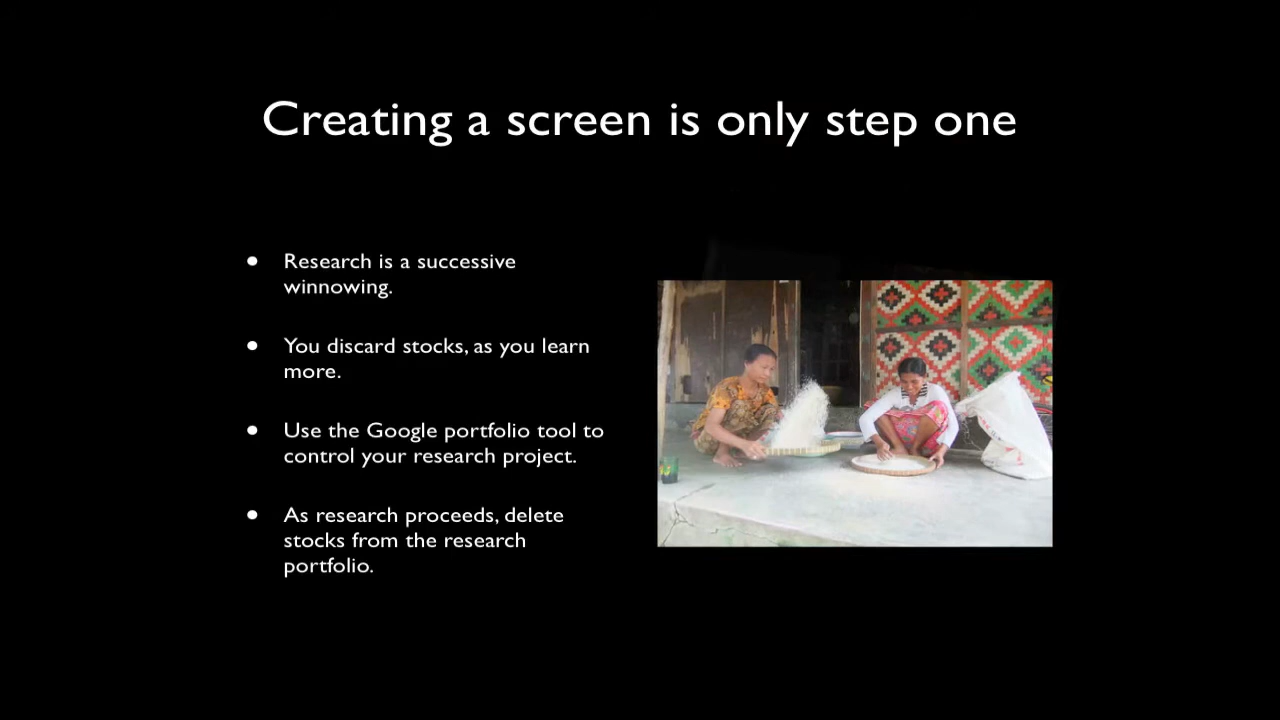 Creating a screen is only step one
• Research is a successive
winnowing.
• You discard stocks, as you learn
more.
• Use the Google portfolio tool to
control your research project.
• As research proceeds, delete
stocks from the research
portfolio.